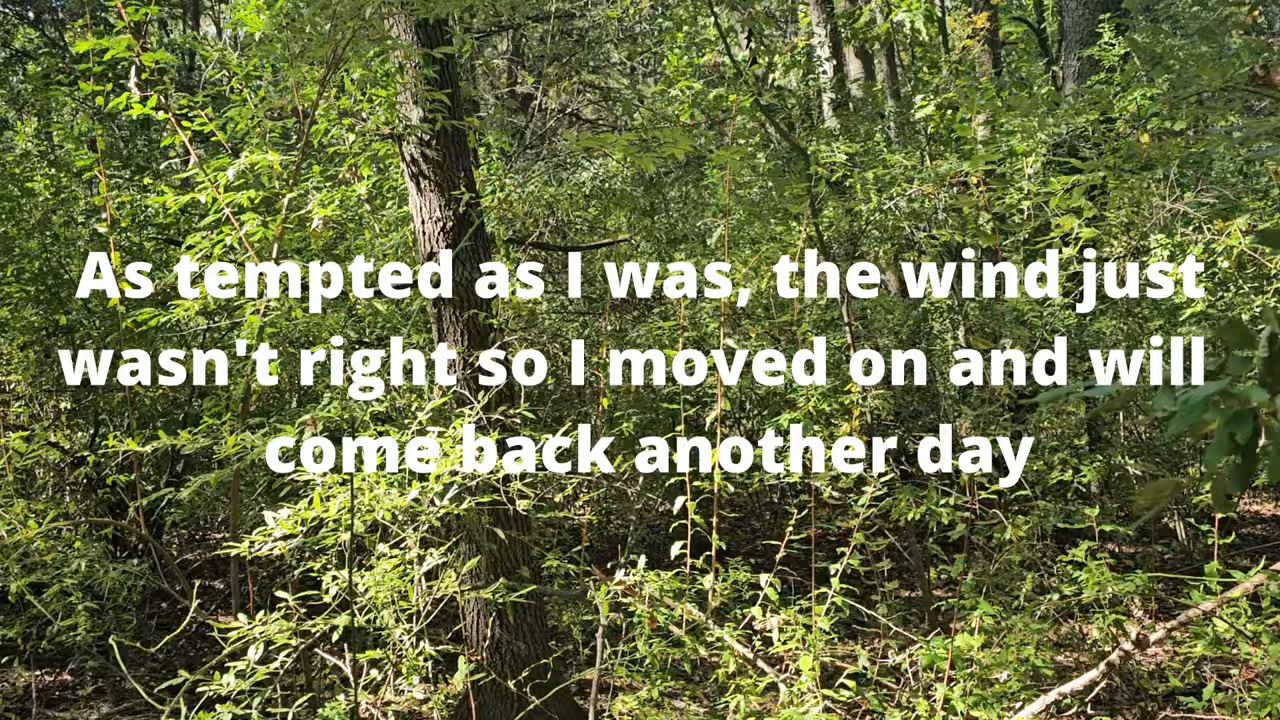 As tempted as I was, the wind just
wasn't right so I moved on and will
come back another day